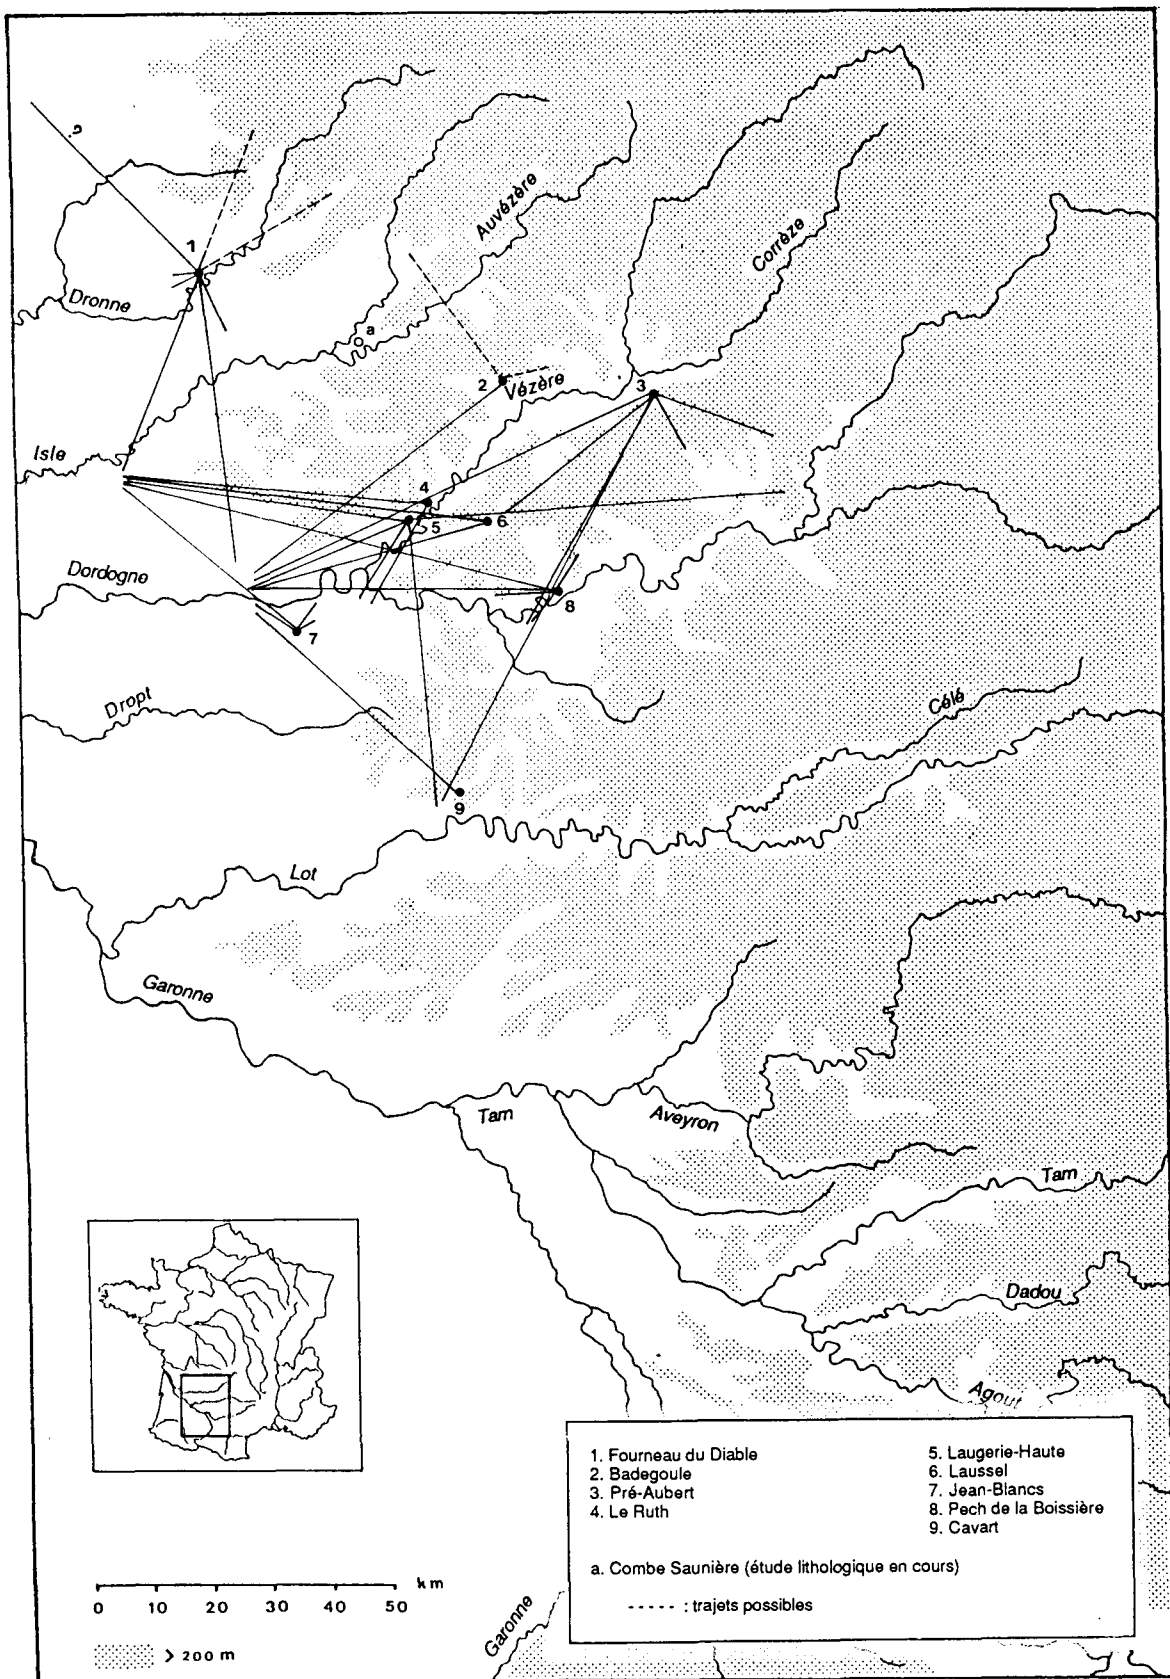 ?
1
Dronne
Auvézère
Corrèze
a
2
Vézère
3
Isle
4
5
6
Dordogne
7
8
Dropt
Célé
9
Lot
Garonne
Tarn
Aveyron
Tarn
Dadou
Agout
1. Fourneau du Diable
2. Badegoule
3. Pré-Aubert
4. Le Ruth
5. Laugerie-Haute
6. Laussel
7. Jean-Blancs
8. Pech de la Boissière
9. Cavart
a. Combe Saunière (étude lithologique en cours)
- - - - - : trajets possibles
km
0 10 20 30 40 50
> 200 m
Garonne